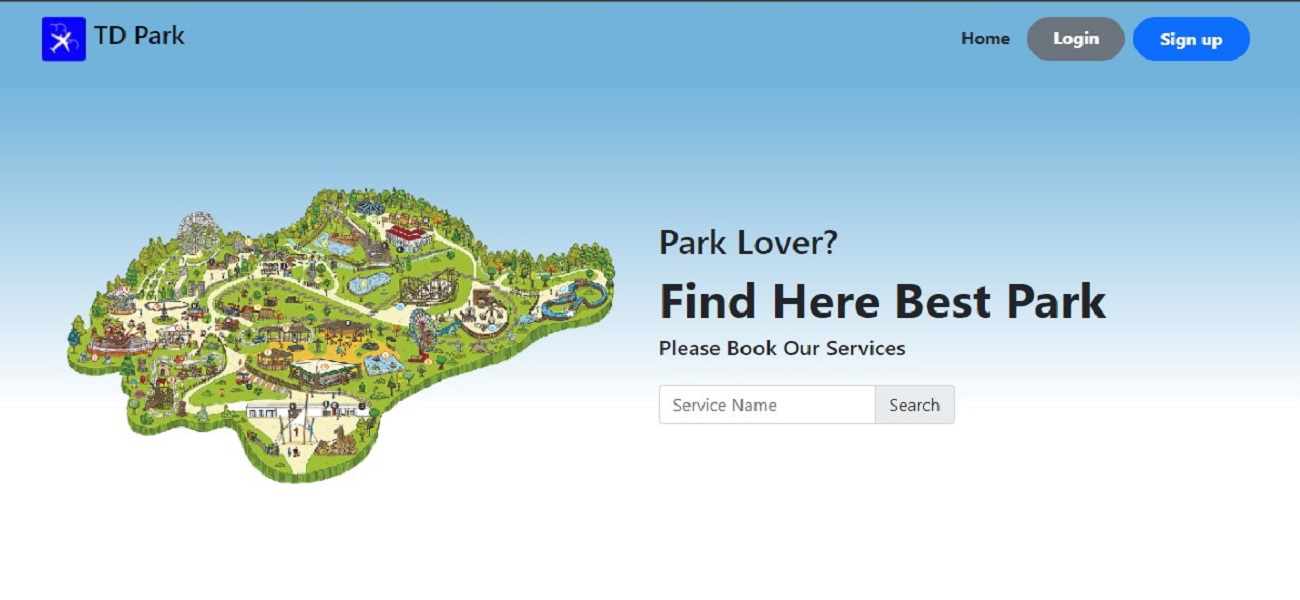 TD Park
Home
Login
Sign up
Park Lover?
Find Here Best Park
Please Book Our Services
Service Name
Search